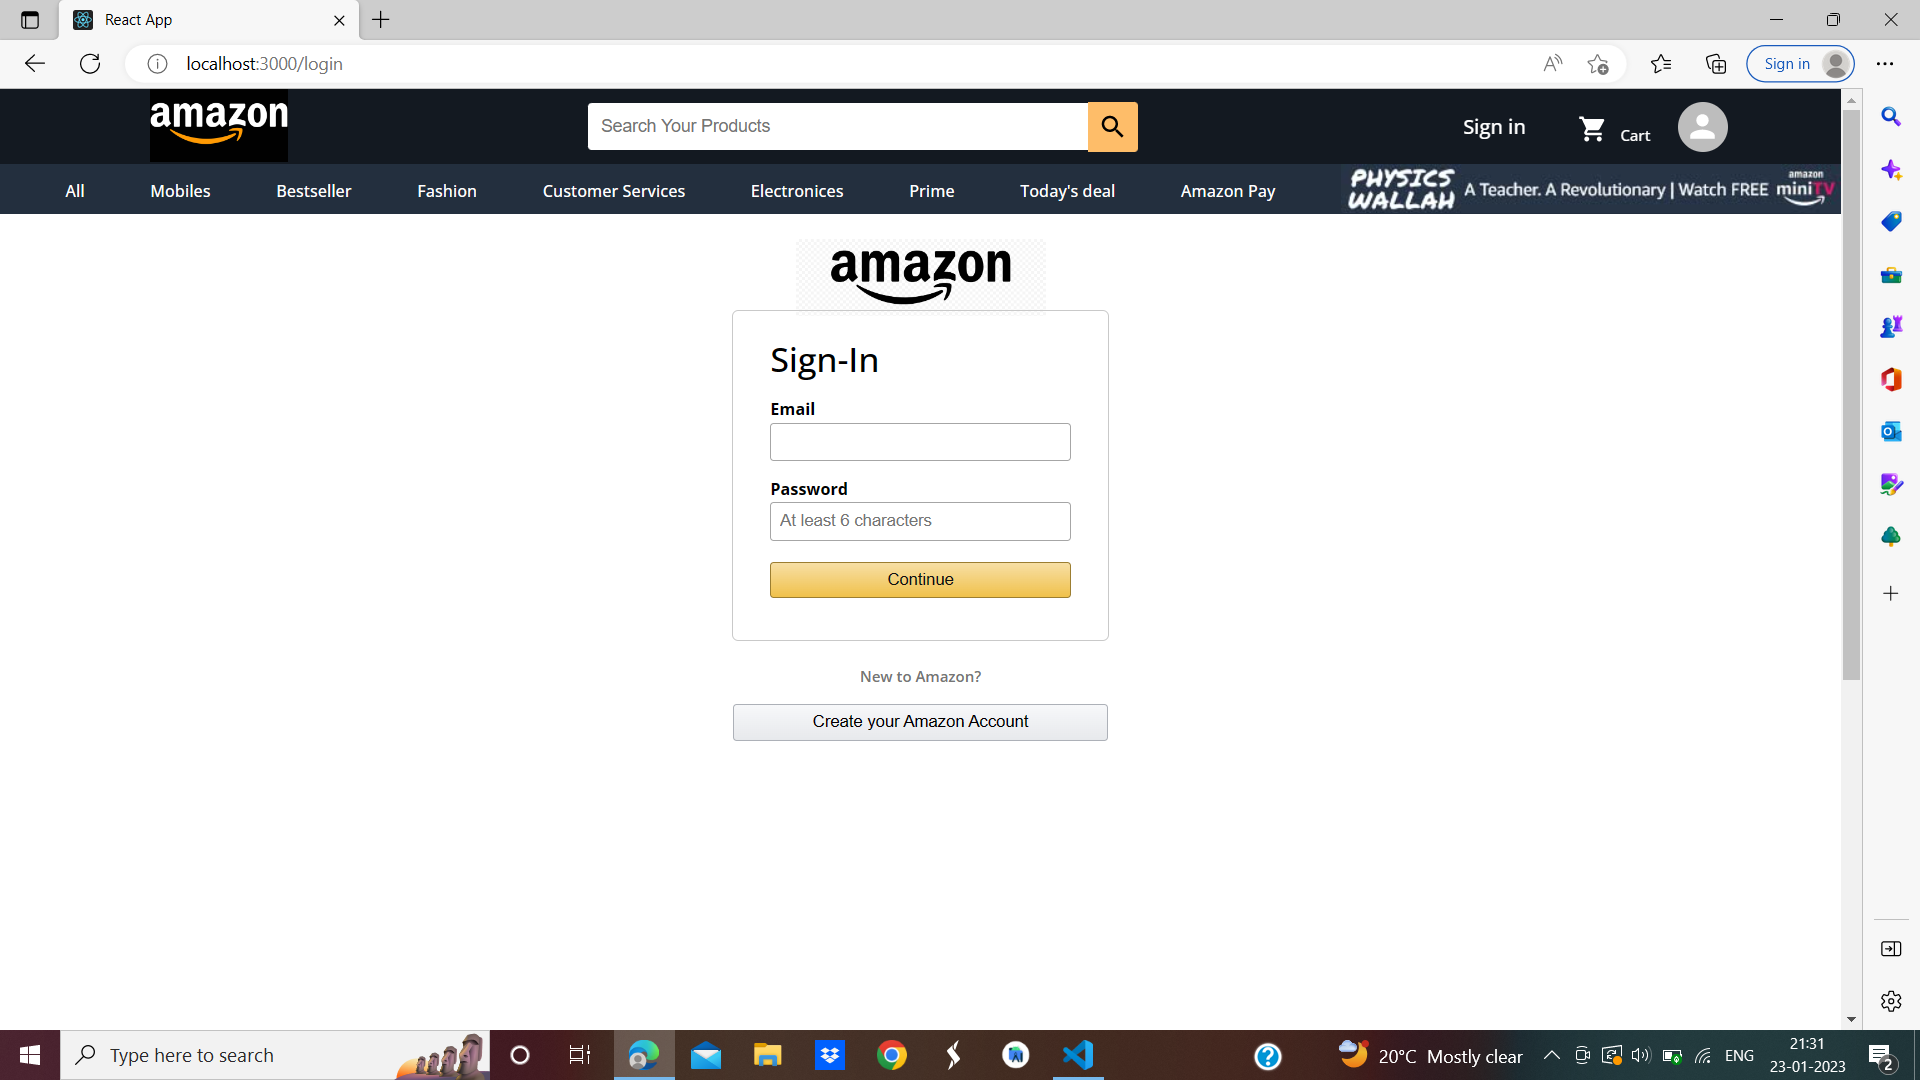 React App
localhost:3000/login
Sign in
amazon
Search Your Products
Sign in
Cart
All Mobiles Bestseller Fashion Customer Services Electronices Prime Today's deal Amazon Pay
PHYSICS WALLAH A Teacher. A Revolutionary | Watch FREE amazon miniTV
amazon
Sign-In
Email
Password
At least 6 characters
Continue
New to Amazon?
Create your Amazon Account
Type here to search
20°C Mostly clear
ENG
21:31
23-01-2023
2